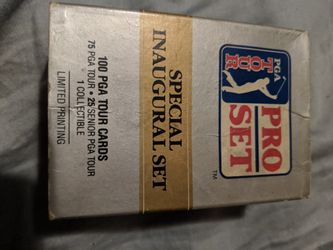 PGA
TOUR
PRO
SET
TM
SPECIAL
INAUGURAL SET
100 PGA TOUR CARDS
75 PGA TOUR • 25 SENIOR PGA TOUR
1 COLLECTIBLE
LIMITED PRINTING